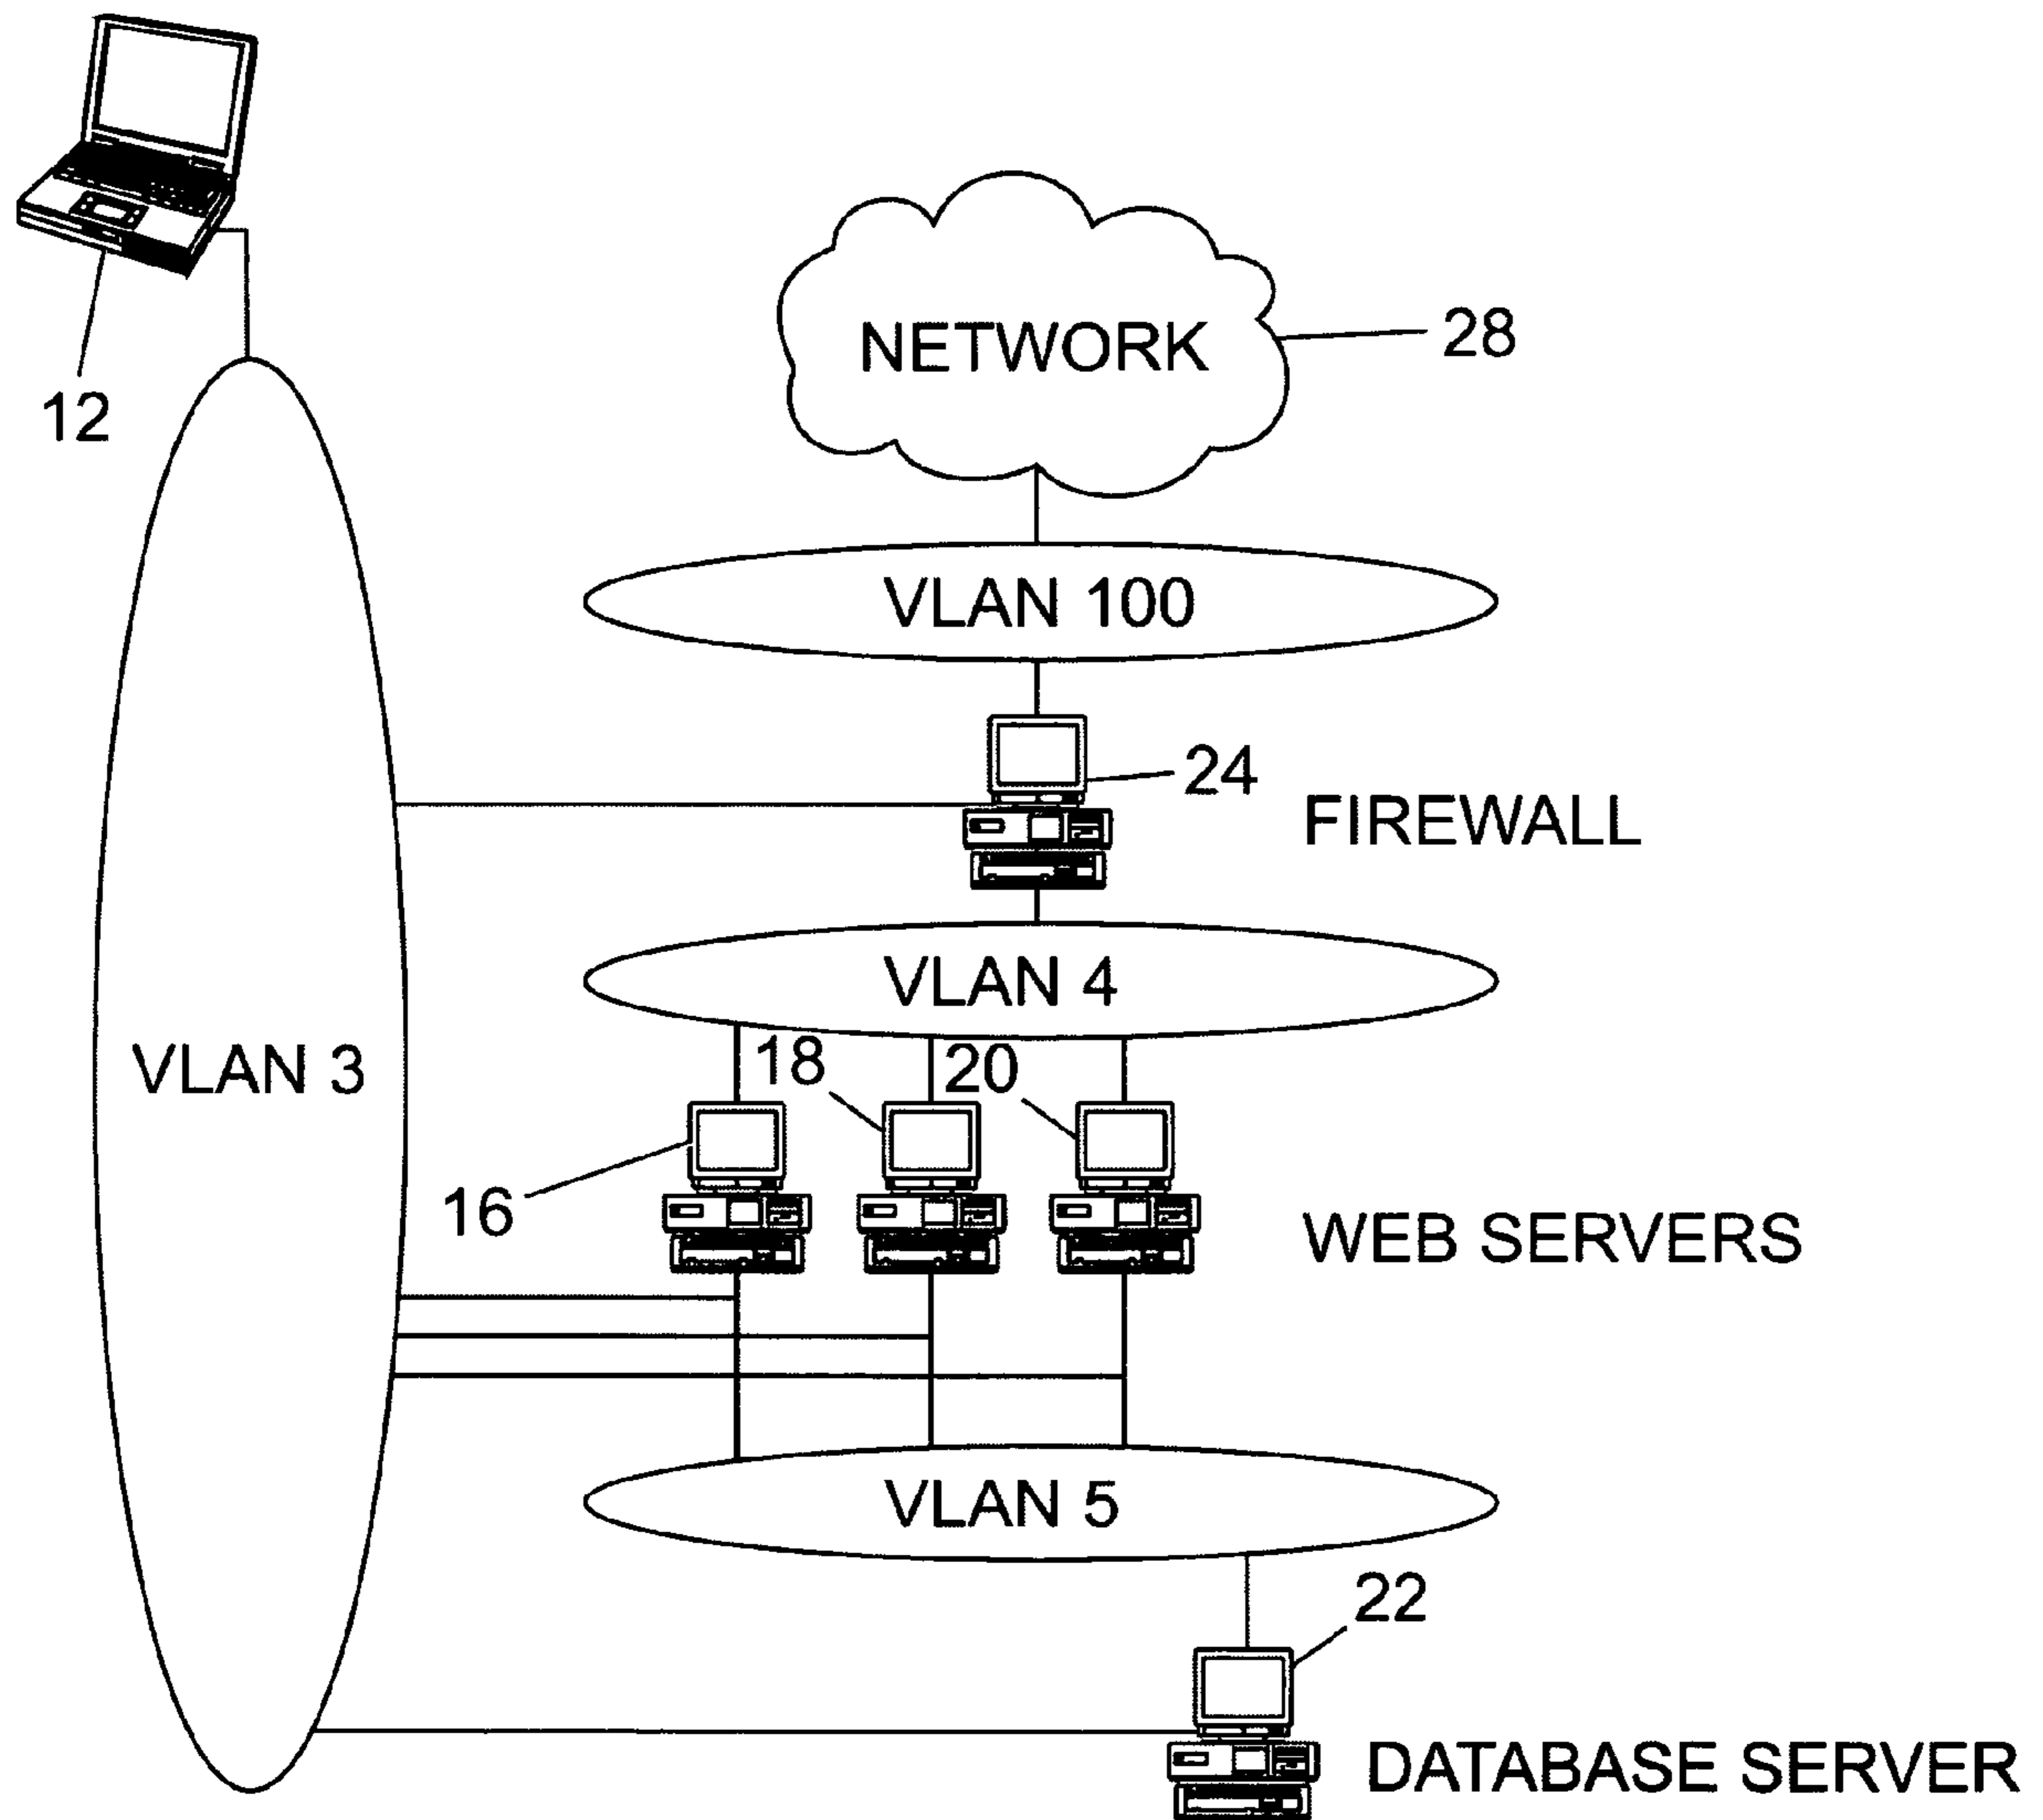 12
NETWORK
28
VLAN 100
24
FIREWALL
VLAN 4
VLAN 3
18
20
16
WEB SERVERS
VLAN 5
22
DATABASE SERVER